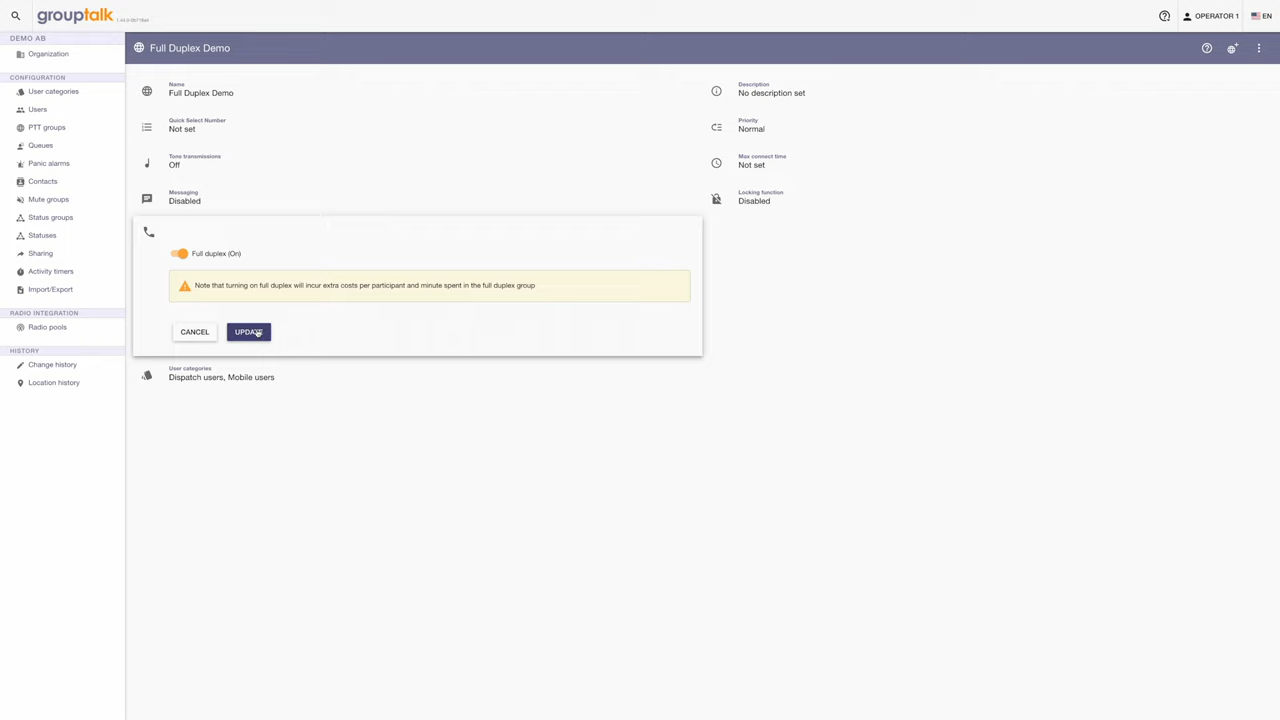 grouptalk
OPERATOR 1
EN
DEMO AB
Organization
CONFIGURATION
User categories
Users
PTT groups
Queues
Panic alarms
Contacts
Mute groups
Status groups
Statuses
Sharing
Activity timers
Import/Export
RADIO INTEGRATION
Radio pools
HISTORY
Change history
Location history
Full Duplex Demo
Name
Full Duplex Demo
Description
No description set
Quick Select Number
Not set
Priority
Normal
Tone transmissions
Off
Max connect time
Not set
Messaging
Disabled
Locking function
Disabled
Full duplex (On)
Note that turning on full duplex will incur extra costs per participant and minute spent in the full duplex group
CANCEL
UPDATE
User categories
Dispatch users, Mobile users